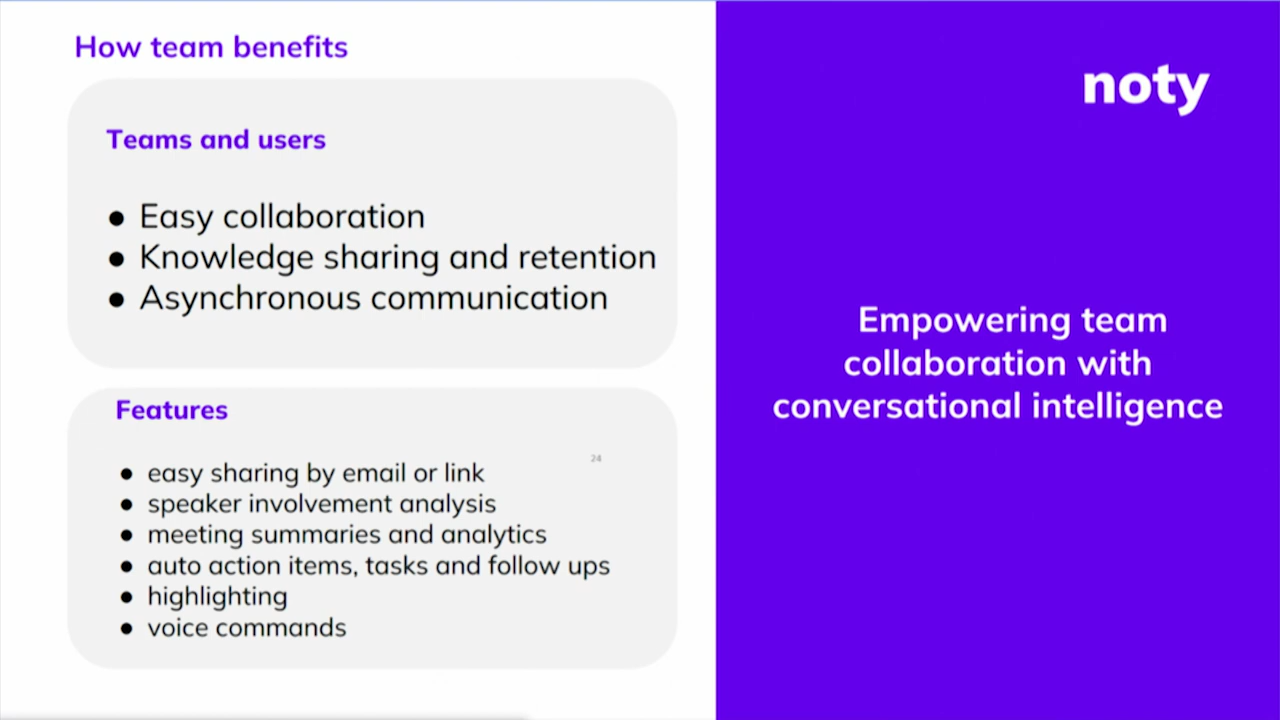 How team benefits
Teams and users
● Easy collaboration
● Knowledge sharing and retention
● Asynchronous communication
Features
24
● easy sharing by email or link
● speaker involvement analysis
● meeting summaries and analytics
● auto action items, tasks and follow ups
● highlighting
● voice commands
noty
Empowering team
collaboration with
conversational intelligence